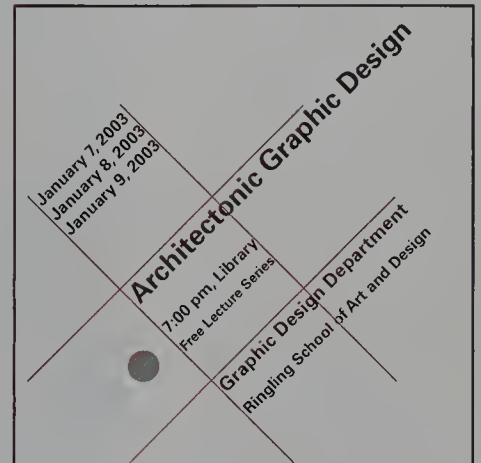 January 7, 2003
January 8, 2003
January 9, 2003
Architectonic Graphic Design
7:00 pm, Library
Free Lecture Series
Graphic Design Department
Ringling School of Art and Design